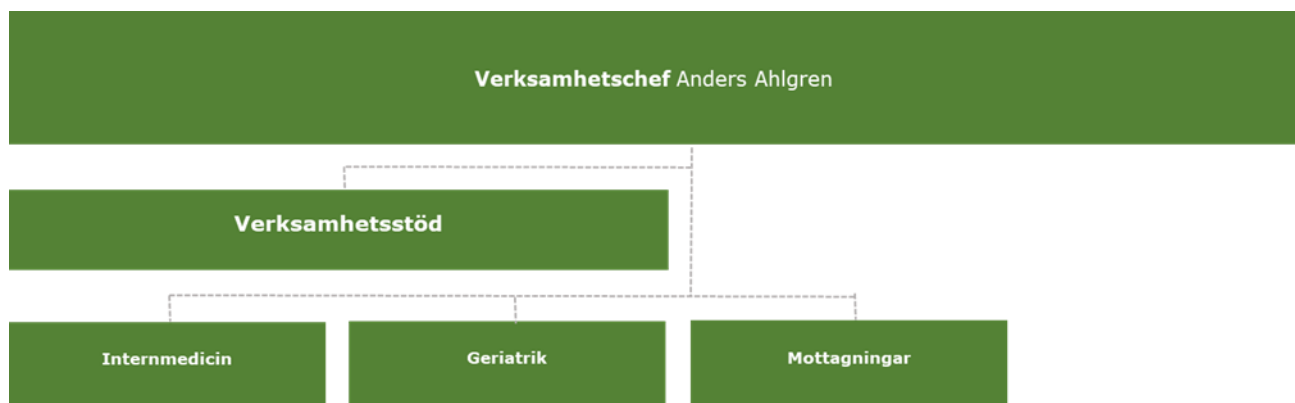 Verksamhetschef Anders Ahlgren
Verksamhetsstöd
Internmedicin
Geriatrik
Mottagningar